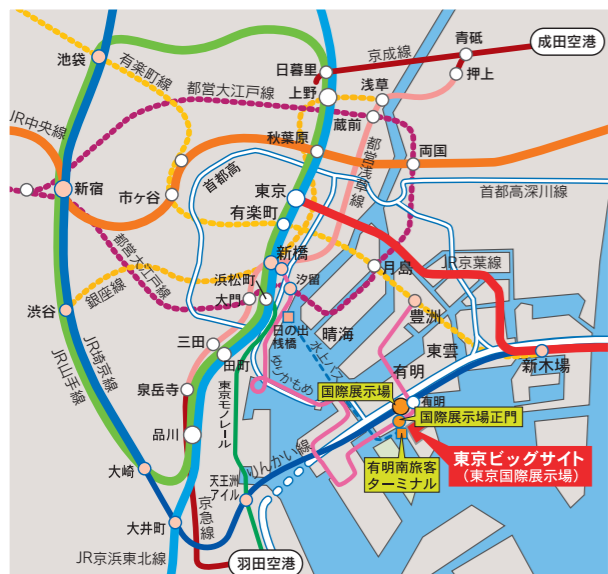 池袋
有楽町線
日暮里
京成線
青砥
成田空港
都営大江戸線
上野
浅草
押上
JR中央線
蔵前
秋葉原
都営浅草線
両国
新宿
市ヶ谷
首都高
東京
首都高深川線
有楽町
都営大江戸線
新橋
月島
JR京葉線
浜松町
汐留
銀座線
大門
渋谷
日の出
桟橋
晴海
豊洲
三田
水上バス
東雲
田町
ゆりかもめ
有明
新木場
JR埼京線
JR山手線
泉岳寺
東京モノレール
国際展示場
有明
国際展示場正門
品川
りんかい線
東京ビッグサイト
(東京国際展示場)
有明南旅客
ターミナル
大崎
天王洲
アイル
京急線
大井町
JR京浜東北線
羽田空港